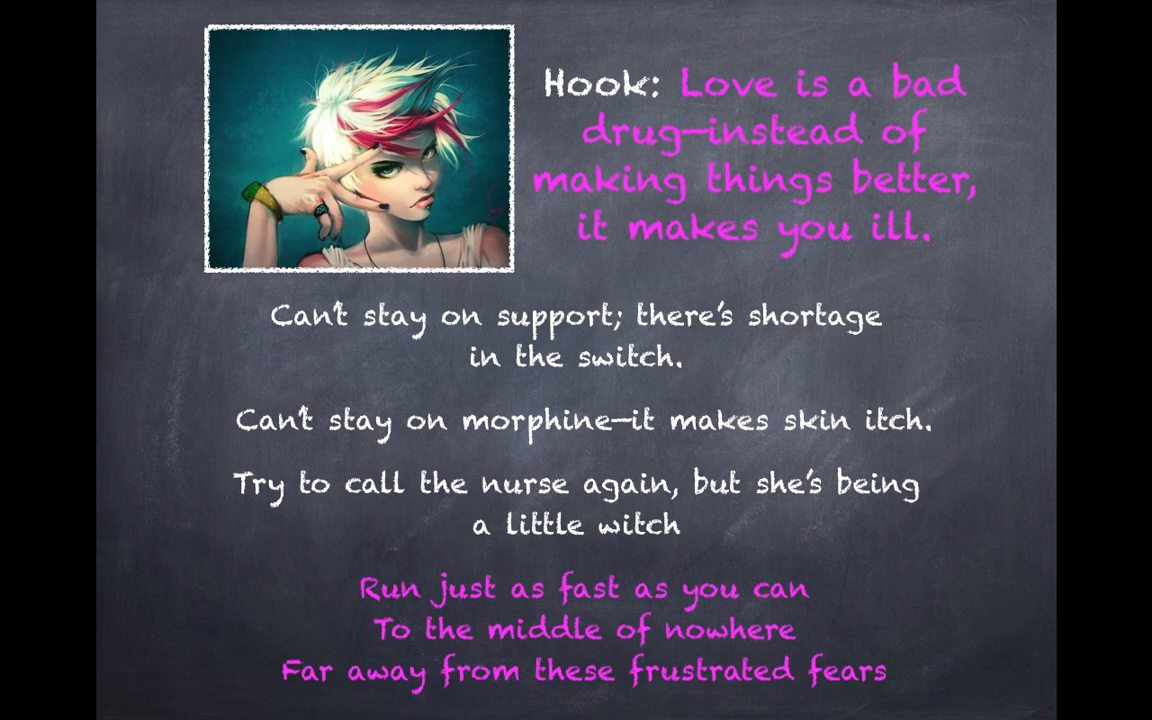 Hook: Love is a bad
drug—instead of
making things better,
it makes you ill.
Can't stay on support; there's shortage
in the switch.
Can't stay on morphine—it makes skin itch.
Try to call the nurse again, but she's being
a little witch
Run just as fast as you can
To the middle of nowhere
Far away from these frustrated fears